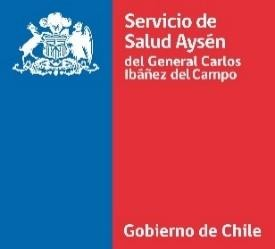 Servicio de
Salud Aysén
del General Carlos
Ibáñez del Campo
Gobierno de Chile